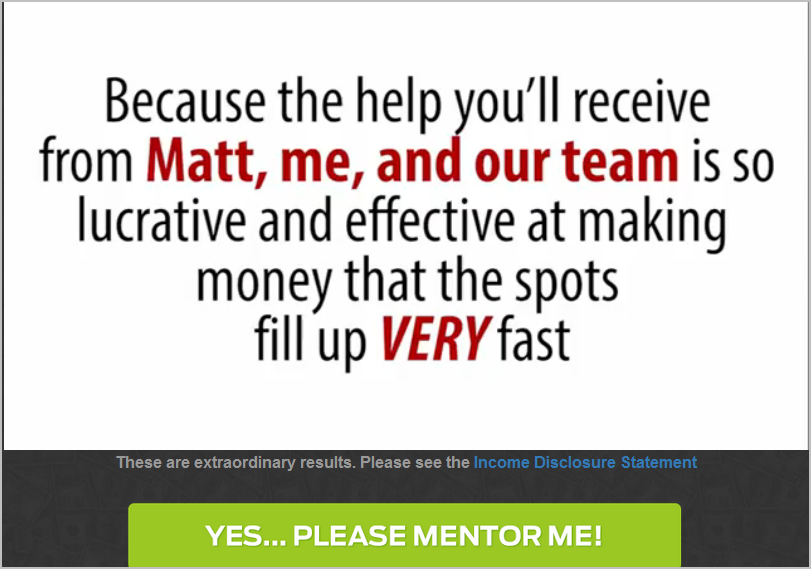 Because the help you’ll receive
from Matt, me, and our team is so
lucrative and effective at making
money that the spots
fill up VERY fast
These are extraordinary results. Please see the Income Disclosure Statement
YES... PLEASE MENTOR ME!